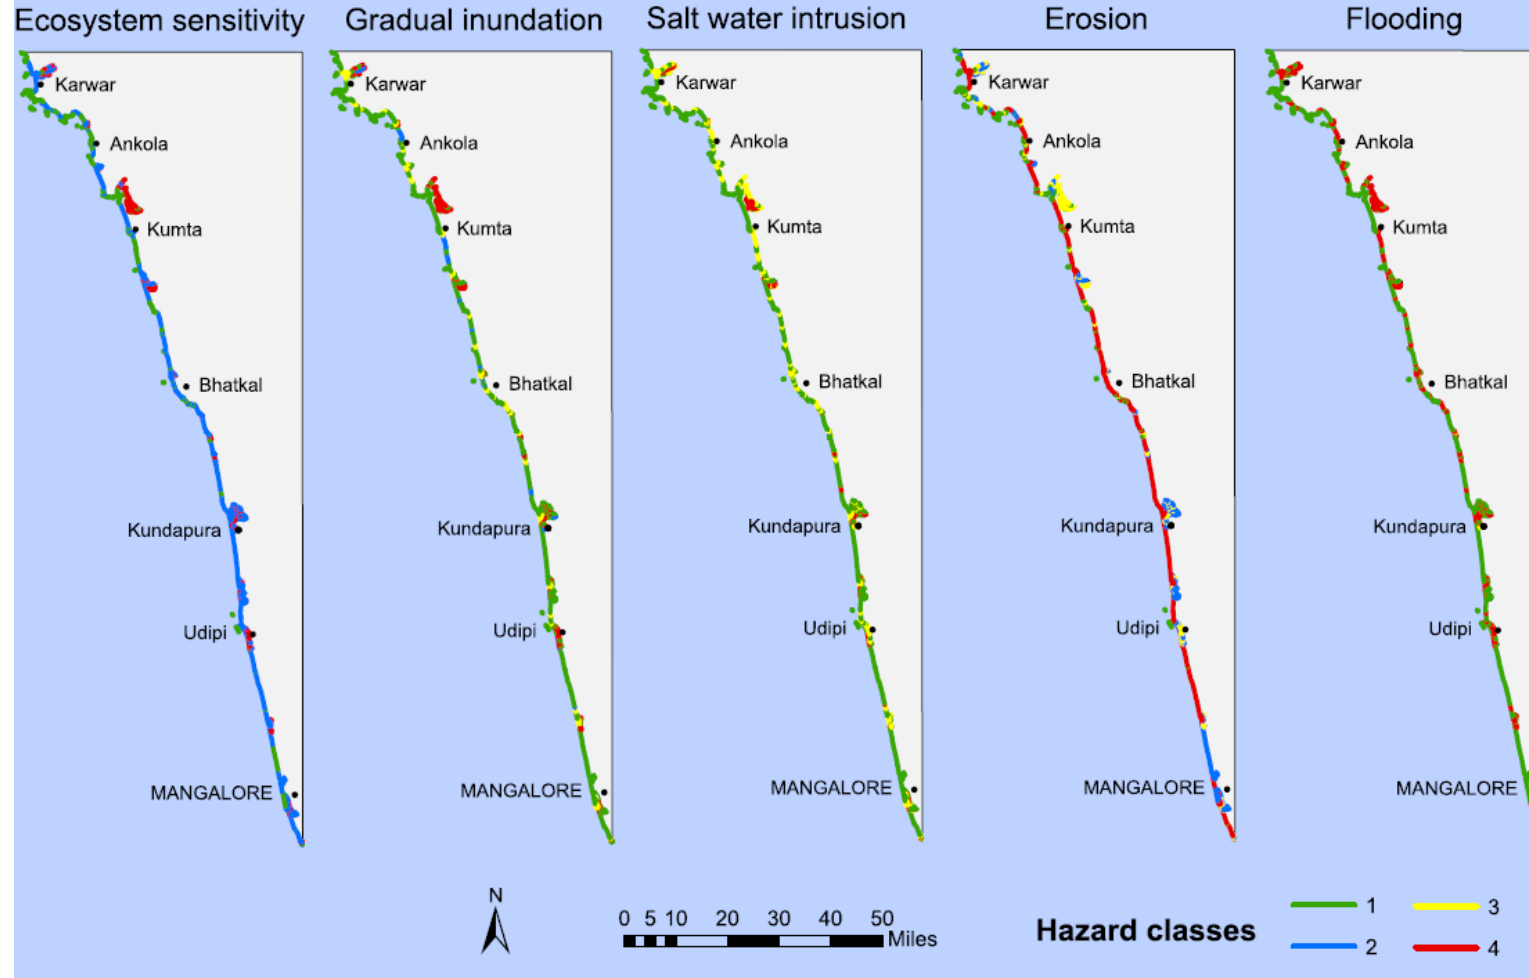 Ecosystem sensitivity
Gradual inundation
Salt water intrusion
Erosion
Flooding
Karwar
Ankola
Kumta
Bhatkal
Kundapura
Udipi
MANGALORE
Karwar
Ankola
Kumta
Bhatkal
Kundapura
Udipi
MANGALORE
Karwar
Ankola
Kumta
Bhatkal
Kundapura
Udipi
MANGALORE
Karwar
Ankola
Kumta
Bhatkal
Kundapura
Udipi
MANGALORE
Karwar
Ankola
Kumta
Bhatkal
Kundapura
Udipi
MANGALORE
N
0 5 10 20 30 40 50
Miles
Hazard classes
1
2
3
4